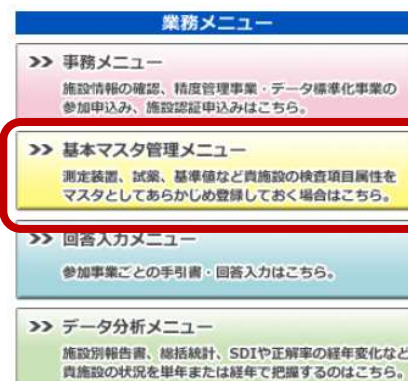 業務メニュー
>> 事務メニュー
施設情報の確認、精度管理事業・データ標準化事業の
参加申込み、施設認証申込みはこちら。
>> 基本マスタ管理メニュー
測定装置、試薬、基準値など貴施設の検査項目属性を
マスタとしてあらかじめ登録しておく場合はこちら。
>> 回答入力メニュー
参加事業ごとの手引書・回答入力はこちら。
>> データ分析メニュー
施設別報告書、総括統計、SDIや正解率の経年変化など
貴施設の状況を単年または経年で把握するのはこちら。